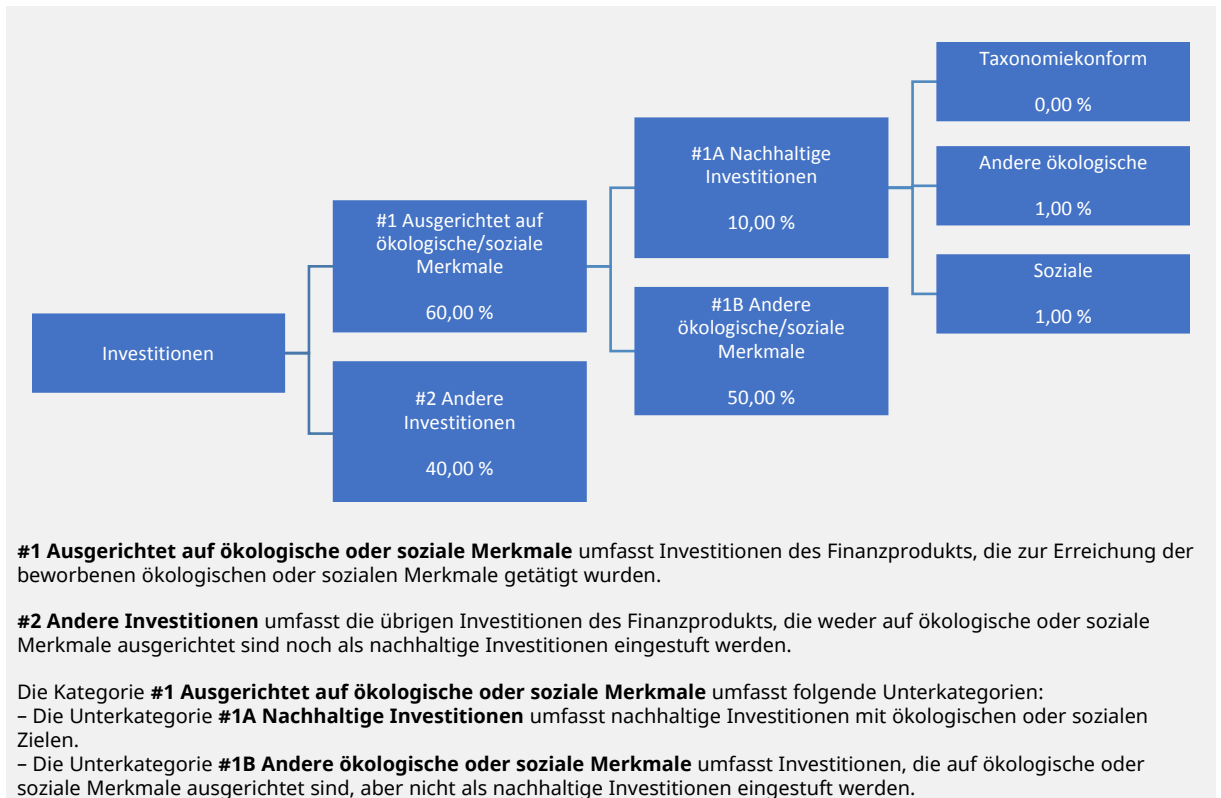 Investitionen
#1 Ausgerichtet auf
ökologische/soziale
Merkmale
60,00 %
#2 Andere
Investitionen
40,00 %
#1A Nachhaltige
Investitionen
10,00 %
#1B Andere
ökologische/soziale
Merkmale
50,00 %
Taxonomiekonform
0,00 %
Andere ökologische
1,00 %
Soziale
1,00 %
#1 Ausgerichtet auf ökologische oder soziale Merkmale umfasst Investitionen des Finanzprodukts, die zur Erreichung der
beworbenen ökologischen oder sozialen Merkmale getätigt wurden.
#2 Andere Investitionen umfasst die übrigen Investitionen des Finanzprodukts, die weder auf ökologische oder soziale
Merkmale ausgerichtet sind noch als nachhaltige Investitionen eingestuft werden.
Die Kategorie #1 Ausgerichtet auf ökologische oder soziale Merkmale umfasst folgende Unterkategorien:
– Die Unterkategorie #1A Nachhaltige Investitionen umfasst nachhaltige Investitionen mit ökologischen oder sozialen
Zielen.
– Die Unterkategorie #1B Andere ökologische oder soziale Merkmale umfasst Investitionen, die auf ökologische oder
soziale Merkmale ausgerichtet sind, aber nicht als nachhaltige Investitionen eingestuft werden.